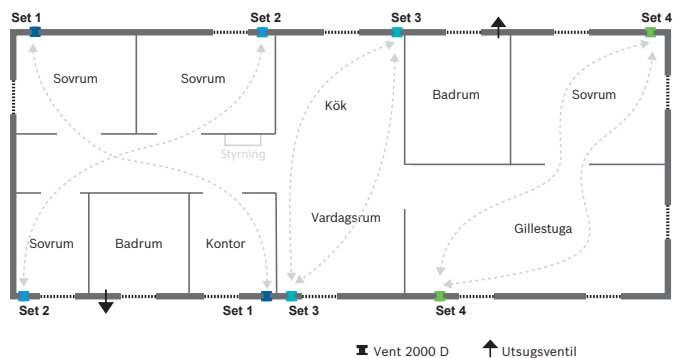 Set 1 Set 2 Set 3 Set 4
Sovrum Sovrum Badrum Sovrum
Kök
Styrning
Vardagsrum
Gillestuga
Sovrum Badrum Kontor
Set 2 Set 1 Set 3 Set 4
Vent 2000 D Utsugsventil